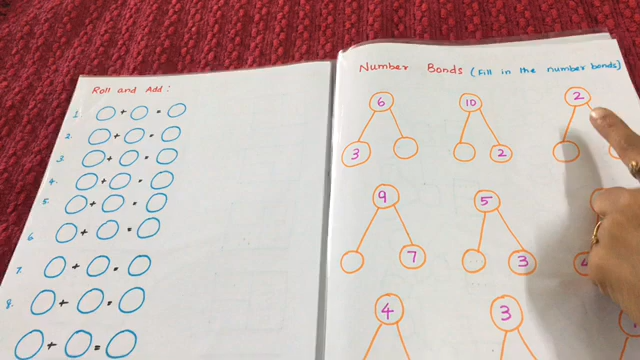 Roll and Add:
1. + =
2. + =
3. + =
4. + =
5. + =
6. + =
7. + =
8. + =
+ =
Number Bonds (Fill in the number bonds)
6 10 2
3 2
9 5
7 3 4
4 3